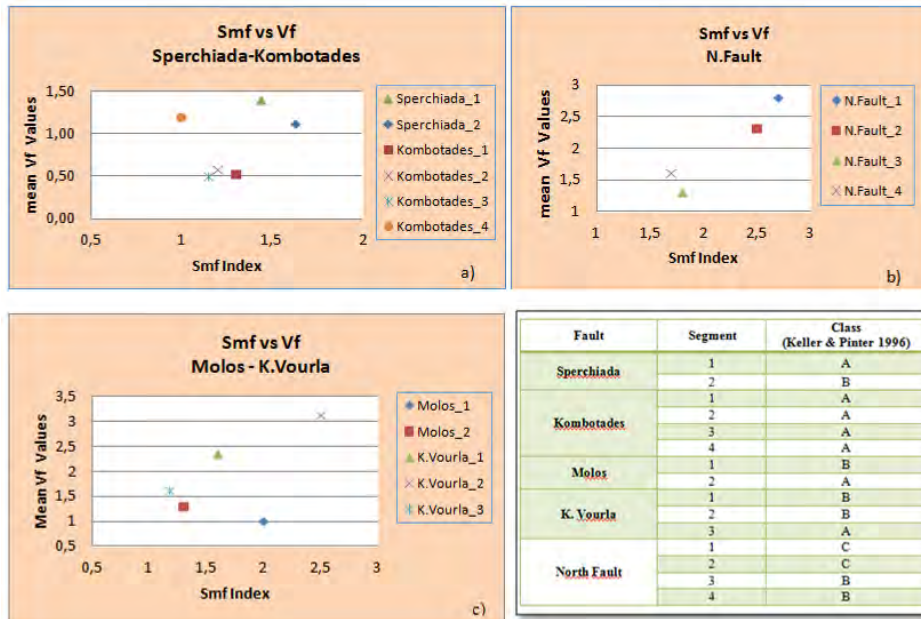 Smf vs Vf
Sperchiada-Kombotades
mean Vf Values
1,50
1,00
0,50
0,00
0,5
1
1,5
2
Smf Index
Sperchiada_1
Sperchiada_2
Kombotades_1
Kombotades_2
Kombotades_3
Kombotades_4
a)
Smf vs Vf
N.Fault
mean Vf Values
3
2,5
2
1,5
1
1
1,5
2
2,5
3
Smf Index
N.Fault_1
N.Fault_2
N.Fault_3
N.Fault_4
b)
Smf vs Vf
Molos - K.Vourla
Mean Vf Values
3,5
3
2,5
2
1,5
1
0,5
0,5
1
1,5
2
2,5
3
Smf Index
Molos_1
Molos_2
K.Vourla_1
K.Vourla_2
K.Vourla_3
c)
Fault Segment Class
(Keller & Pinter 1996)
Sperchiada 1 A
2 B
Kombotades 1 A
2 A
3 A
4 A
Molos 1 B
2 A
K. Vourla 1 B
2 B
3 A
North Fault 1 C
2 C
3 B
4 B